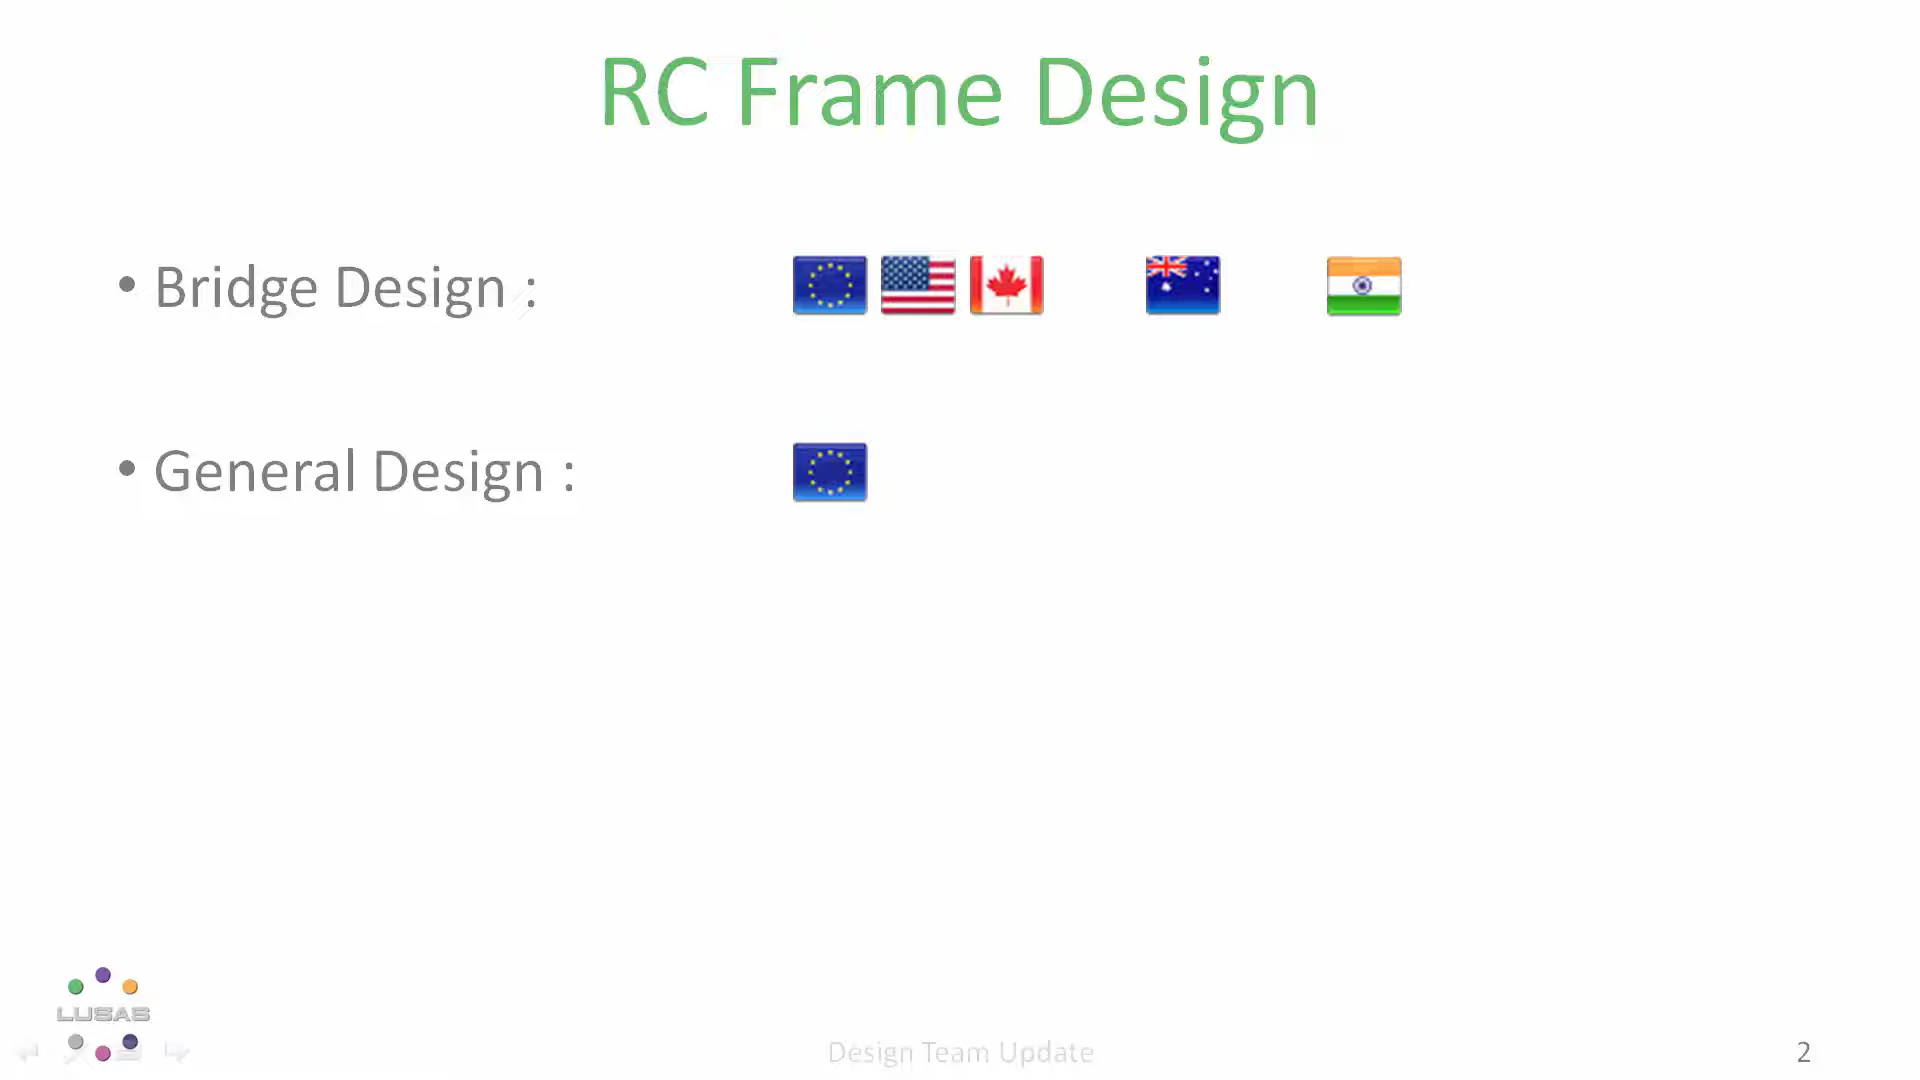 RC Frame Design
• Bridge Design :
• General Design :
LUSAS
Design Team Update
2